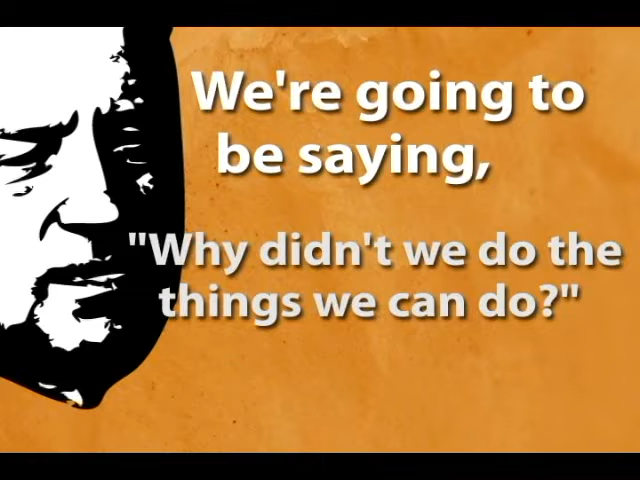 We're going to
be saying,
"Why didn't we do the
things we can do?"